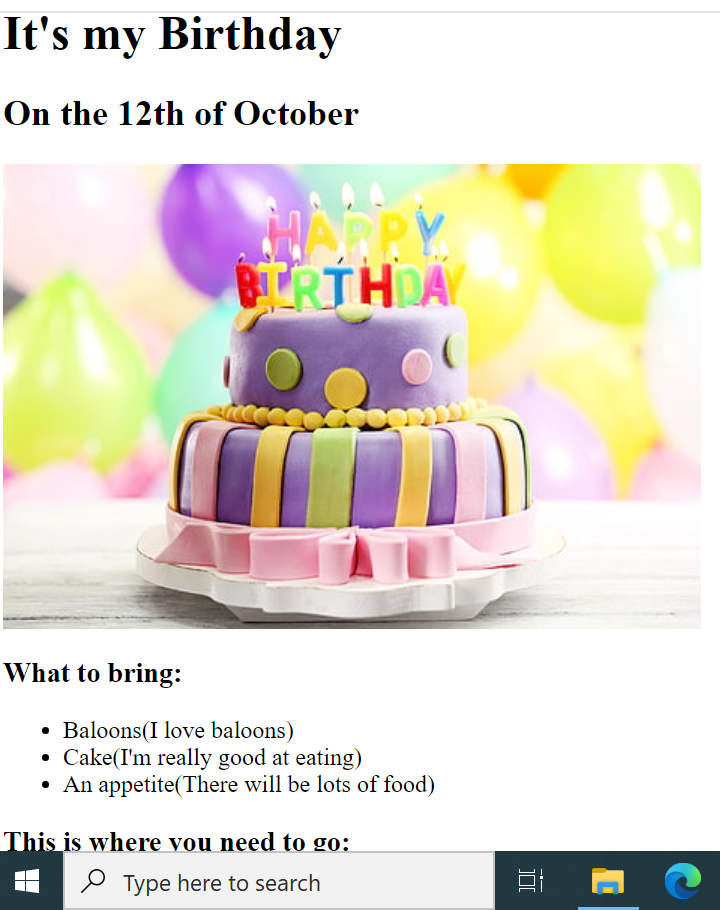 It's my Birthday
On the 12th of October
HAPPY
BIRTHDAY
What to bring:
Baloons(I love baloons)
Cake(I'm really good at eating)
An appetite(There will be lots of food)
This is where you need to go:
Type here to search